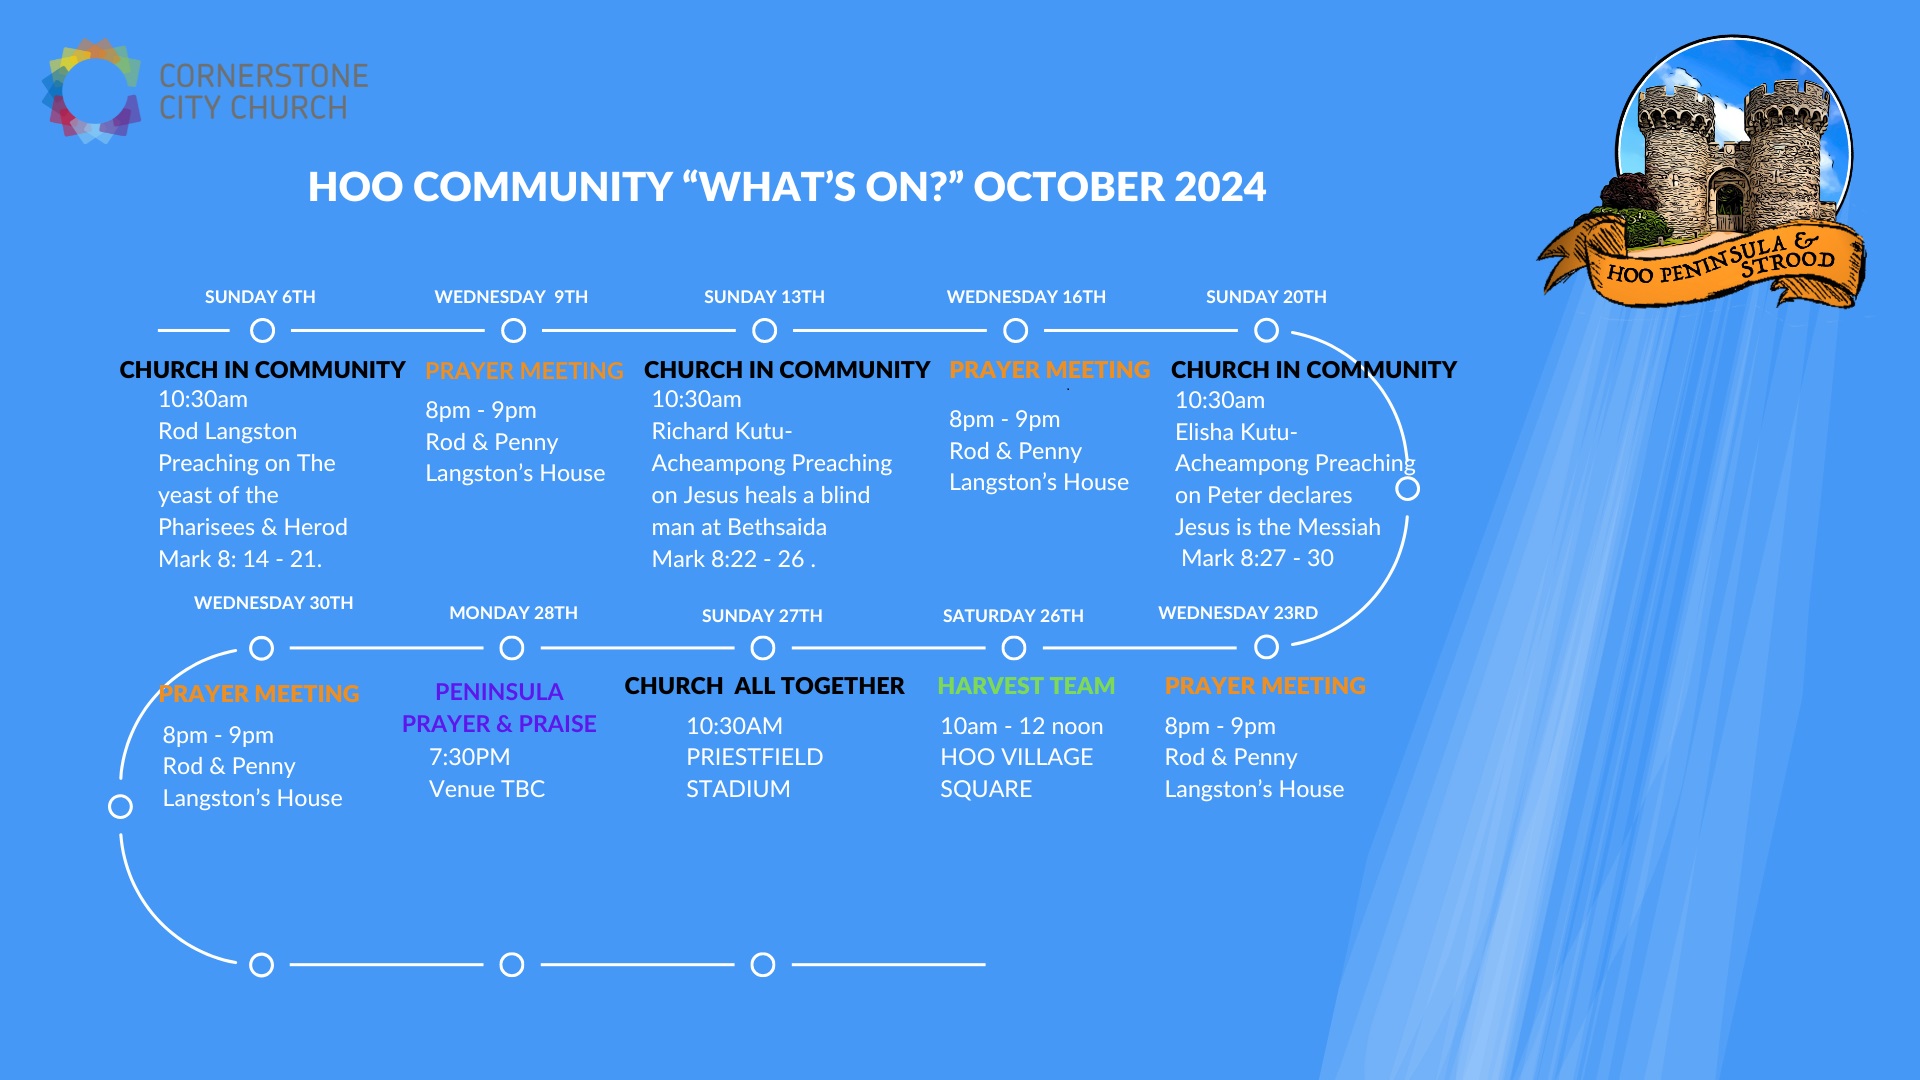 CORNERSTONE
CITY CHURCH
HOO PENINSULA &
STROOD
HOO COMMUNITY “WHAT’S ON?” OCTOBER 2024
SUNDAY 6TH
CHURCH IN COMMUNITY
10:30am
Rod Langston
Preaching on The
yeast of the
Pharisees & Herod
Mark 8: 14 - 21.
WEDNESDAY 9TH
PRAYER MEETING
8pm - 9pm
Rod & Penny
Langston’s House
SUNDAY 13TH
CHURCH IN COMMUNITY
10:30am
Richard Kutu-
Acheampong Preaching
on Jesus heals a blind
man at Bethsaida
Mark 8:22 - 26 .
WEDNESDAY 16TH
PRAYER MEETING
.
8pm - 9pm
Rod & Penny
Langston’s House
SUNDAY 20TH
CHURCH IN COMMUNITY
10:30am
Elisha Kutu-
Acheampong Preaching
on Peter declares
Jesus is the Messiah
Mark 8:27 - 30
WEDNESDAY 23RD
PRAYER MEETING
8pm - 9pm
Rod & Penny
Langston’s House
SATURDAY 26TH
HARVEST TEAM
10am - 12 noon
HOO VILLAGE
SQUARE
SUNDAY 27TH
CHURCH ALL TOGETHER
10:30AM
PRIESTFIELD
STADIUM
MONDAY 28TH
PENINSULA
PRAYER & PRAISE
7:30PM
Venue TBC
WEDNESDAY 30TH
PRAYER MEETING
8pm - 9pm
Rod & Penny
Langston’s House